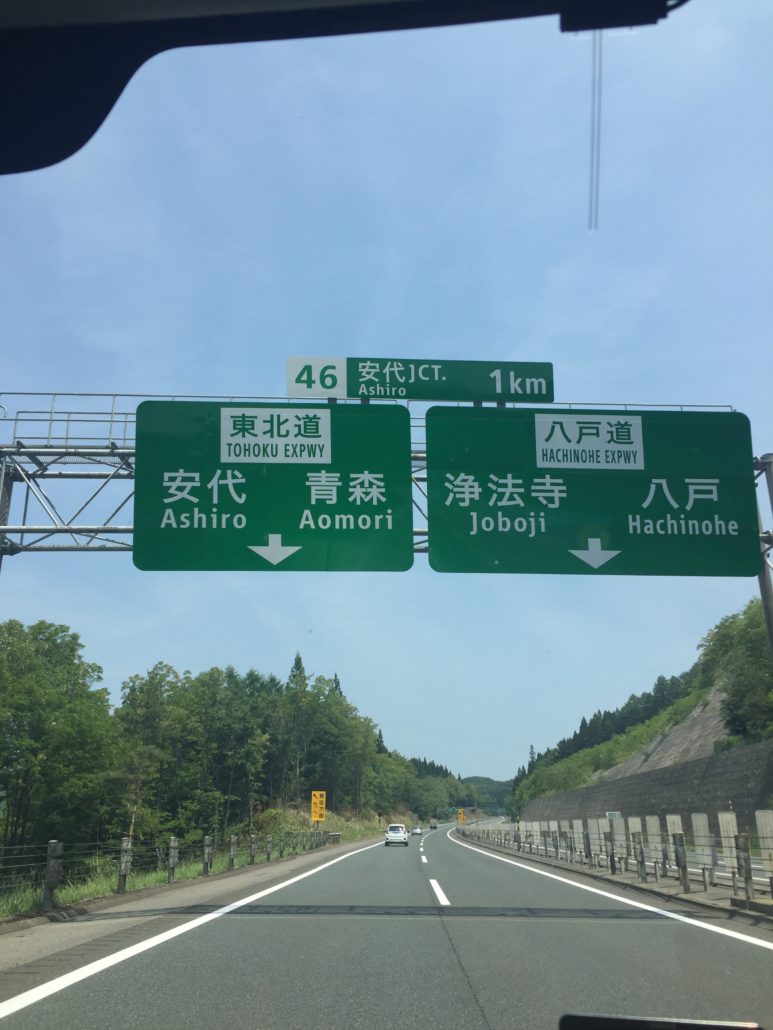 46 安代JCT. 1km
Ashiro
東北道
TOHOKU EXPWY
安代 青森
Ashiro Aomori
八戸道
HACHINOHE EXPWY
浄法寺 八戸
Joboji Hachinohe